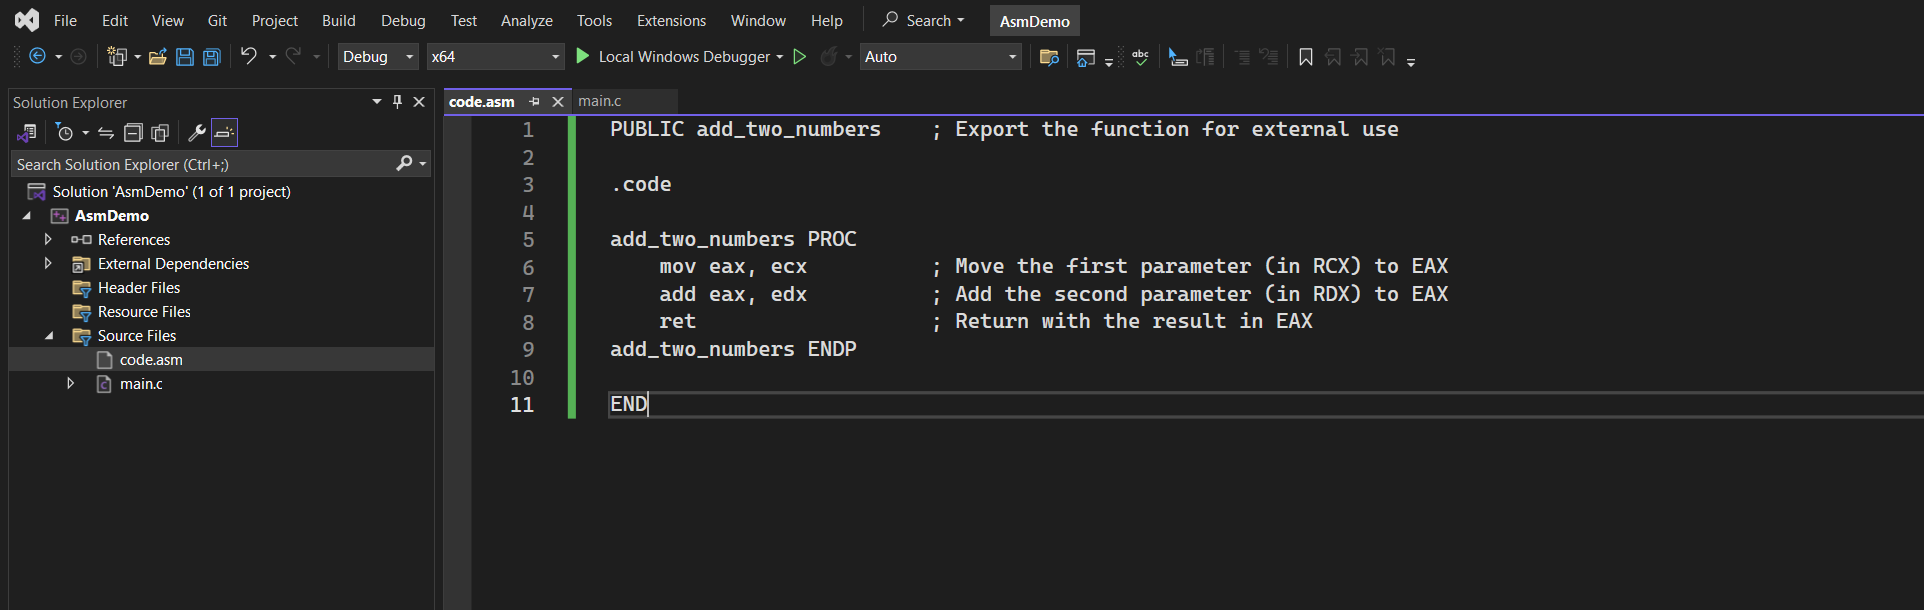 File Edit View Git Project Build Debug Test Analyze Tools Extensions Window Help Search AsmDemo
Debug x64 Local Windows Debugger Auto abc
Solution Explorer
Search Solution Explorer (Ctrl+;)
Solution 'AsmDemo' (1 of 1 project)
AsmDemo
References
External Dependencies
Header Files
Resource Files
Source Files
code.asm
main.c
code.asm main.c
1 PUBLIC add_two_numbers ; Export the function for external use
2
3 .code
4
5 add_two_numbers PROC
6 mov eax, ecx ; Move the first parameter (in RCX) to EAX
7 add eax, edx ; Add the second parameter (in RDX) to EAX
8 ret ; Return with the result in EAX
9 add_two_numbers ENDP
10
11 END